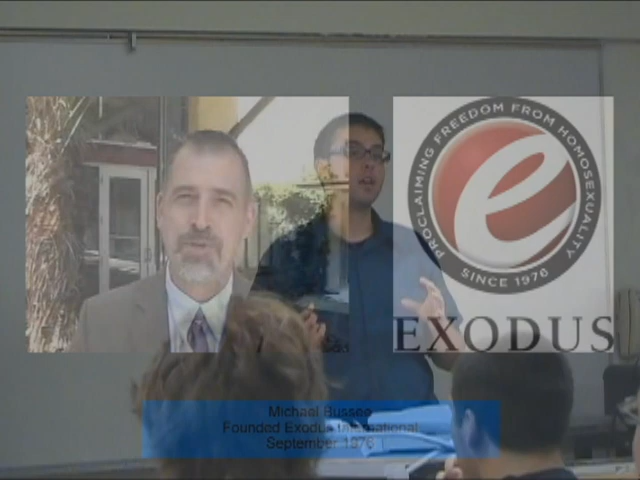 PROCLAIMING FREEDOM FROM HOMOSEXUALITY
SINCE 1976
e
EXODUS
Michael Bussee
Founded Exodus International
September 1976